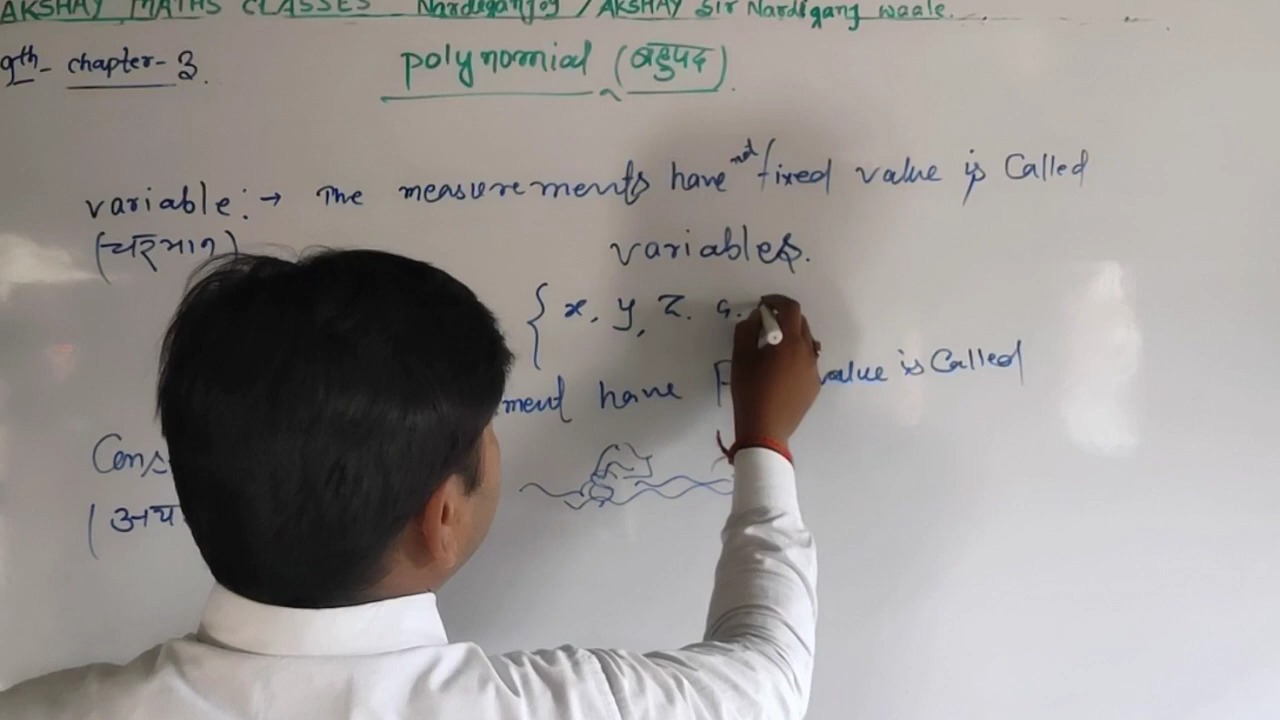 AKSHAY MATHS CLASSES Nardiganj / AKSHAY Sir Nardigang waale.
9th- chapter- 3. polynomial (बहुपद).
variable:→ The measurements have not/ fixed value is Called
(चरमान) variables.
{ x, y, z.
ment have value is Called
Cons
(अच